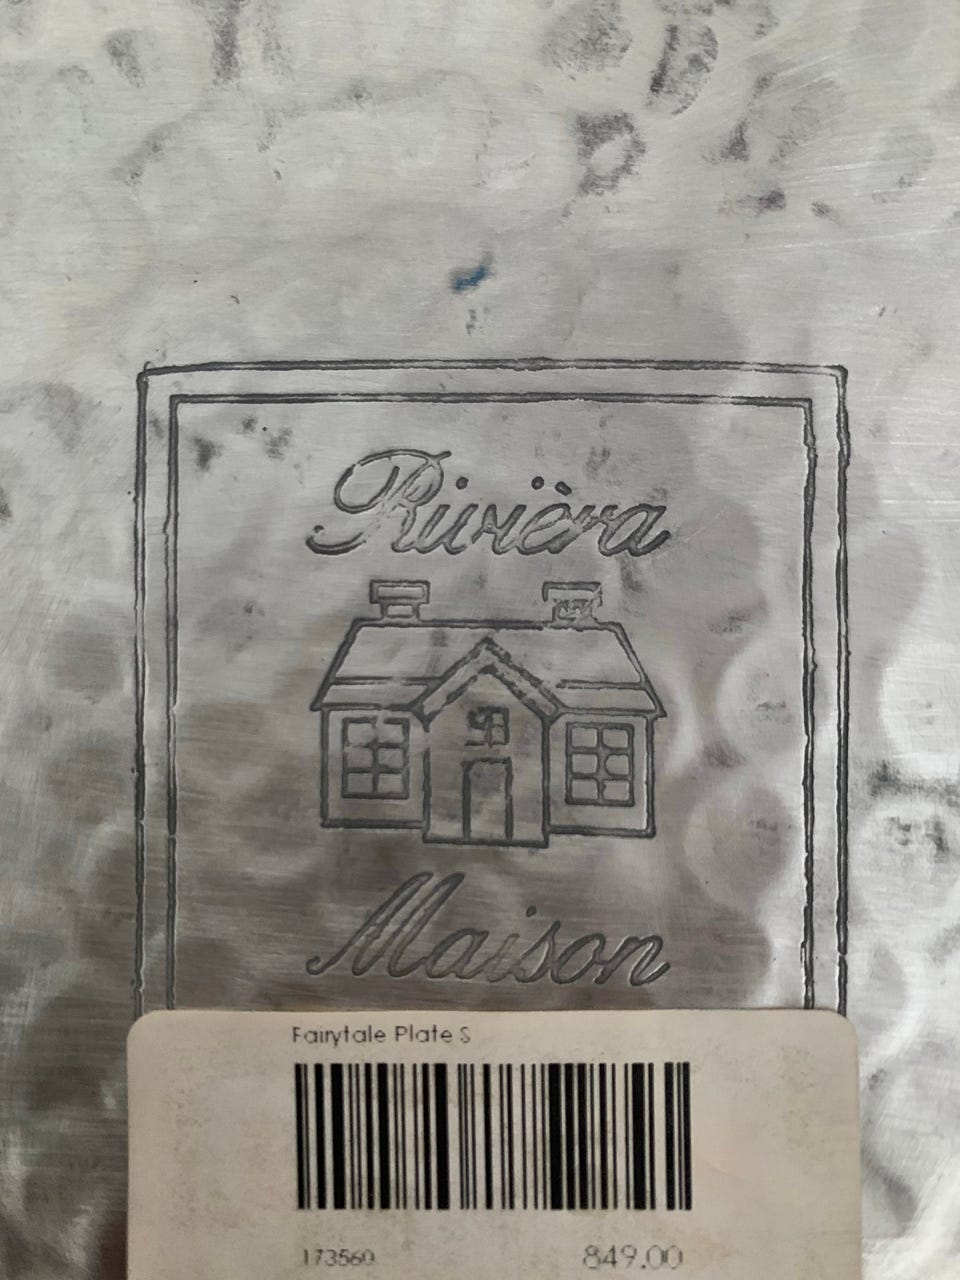 Rivièra
Maison
Fairytale Plate S
173560
849.00